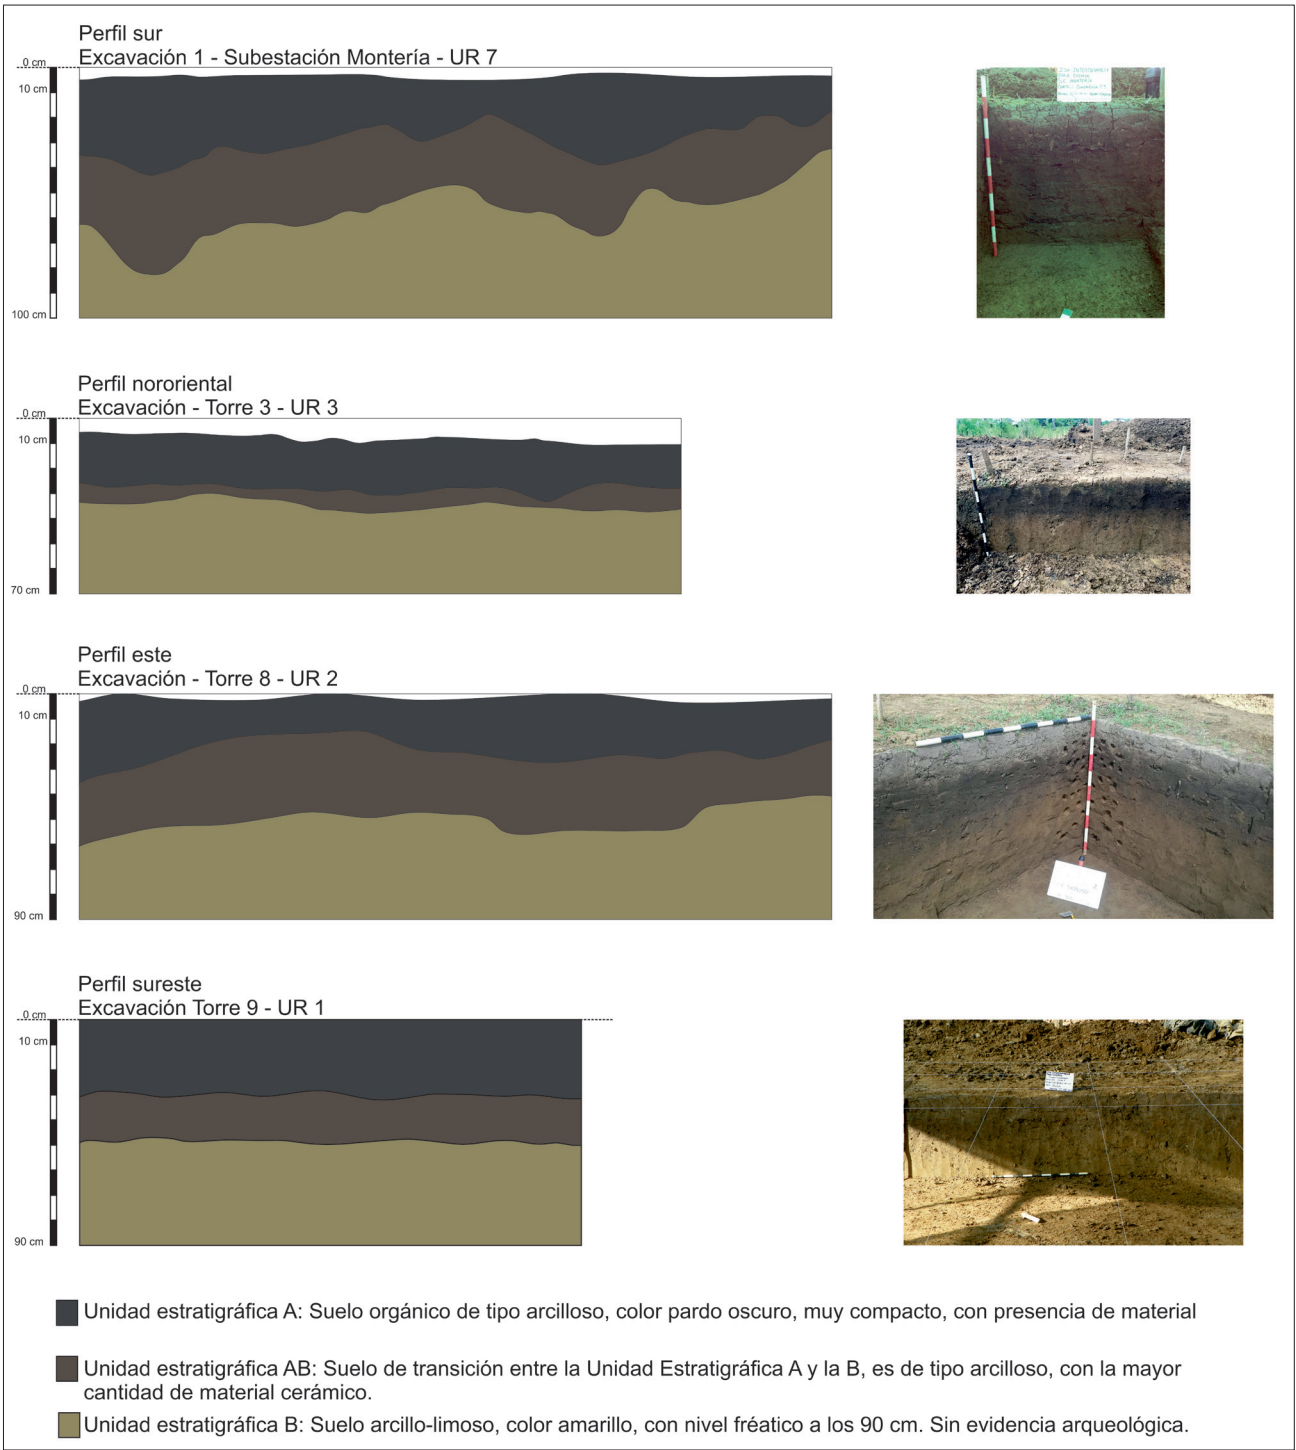 Perfil sur
Excavación 1 - Subestación Montería - UR 7
0 cm
10 cm
100 cm
Perfil nororiental
Excavación - Torre 3 - UR 3
0 cm
10 cm
70 cm
Perfil este
Excavación - Torre 8 - UR 2
0 cm
10 cm
90 cm
Perfil sureste
Excavación Torre 9 - UR 1
0 cm
10 cm
90 cm
Unidad estratigráfica A: Suelo orgánico de tipo arcilloso, color pardo oscuro, muy compacto, con presencia de material
Unidad estratigráfica AB: Suelo de transición entre la Unidad Estratigráfica A y la B, es de tipo arcilloso, con la mayor
cantidad de material cerámico.
Unidad estratigráfica B: Suelo arcillo-limoso, color amarillo, con nivel fréatico a los 90 cm. Sin evidencia arqueológica.